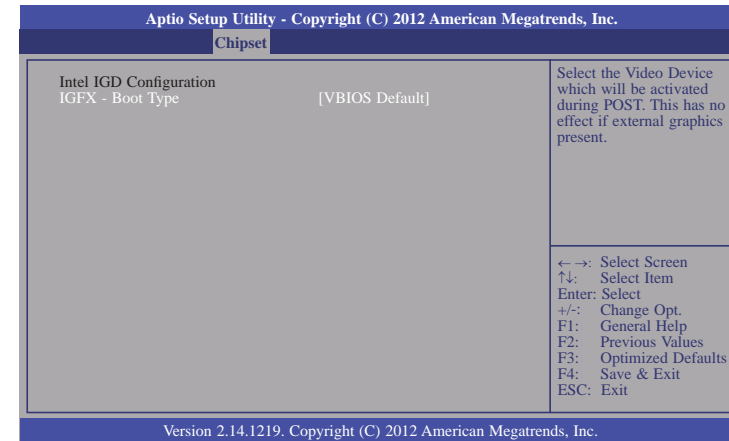 Aptio Setup Utility - Copyright (C) 2012 American Megatrends, Inc.
Chipset
Intel IGD Configuration
IGFX - Boot Type [VBIOS Default]
Select the Video Device
which will be activated
during POST. This has no
effect if external graphics
present.
←→: Select Screen
↑↓: Select Item
Enter: Select
+/-: Change Opt.
F1: General Help
F2: Previous Values
F3: Optimized Defaults
F4: Save & Exit
ESC: Exit
Version 2.14.1219. Copyright (C) 2012 American Megatrends, Inc.